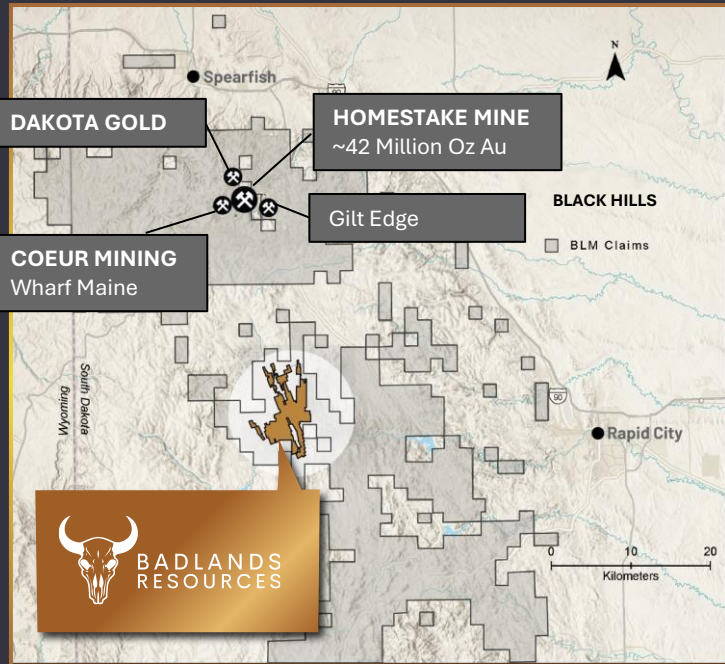 N
Spearfish
90
DAKOTA GOLD
HOMESTAKE MINE
~42 Million Oz Au
Gilt Edge
BLACK HILLS
BLM Claims
COEUR MINING
Wharf Maine
South Dakota
Wyoming
90
Rapid City
BADLANDS
RESOURCES
0 10 20
Kilometers